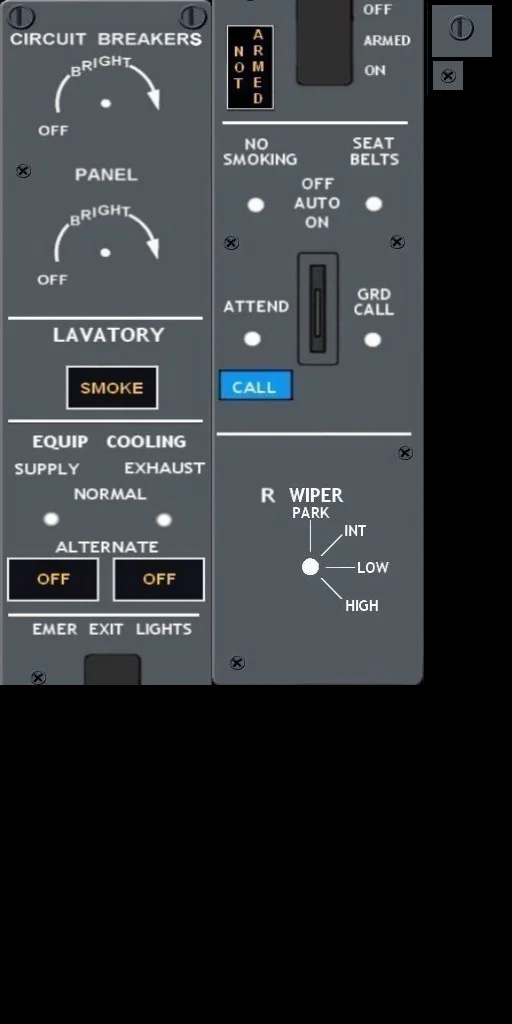 CIRCUIT BREAKERS
BRIGHT
OFF
PANEL
BRIGHT
OFF
LAVATORY
SMOKE
EQUIP COOLING
SUPPLY EXHAUST
NORMAL
ALTERNATE
OFF OFF
EMER EXIT LIGHTS
NOT ARMED
OFF
ARMED
ON
NO SMOKING
SEAT BELTS
OFF
AUTO
ON
ATTEND
GRD CALL
CALL
R WIPER
PARK
INT
LOW
HIGH